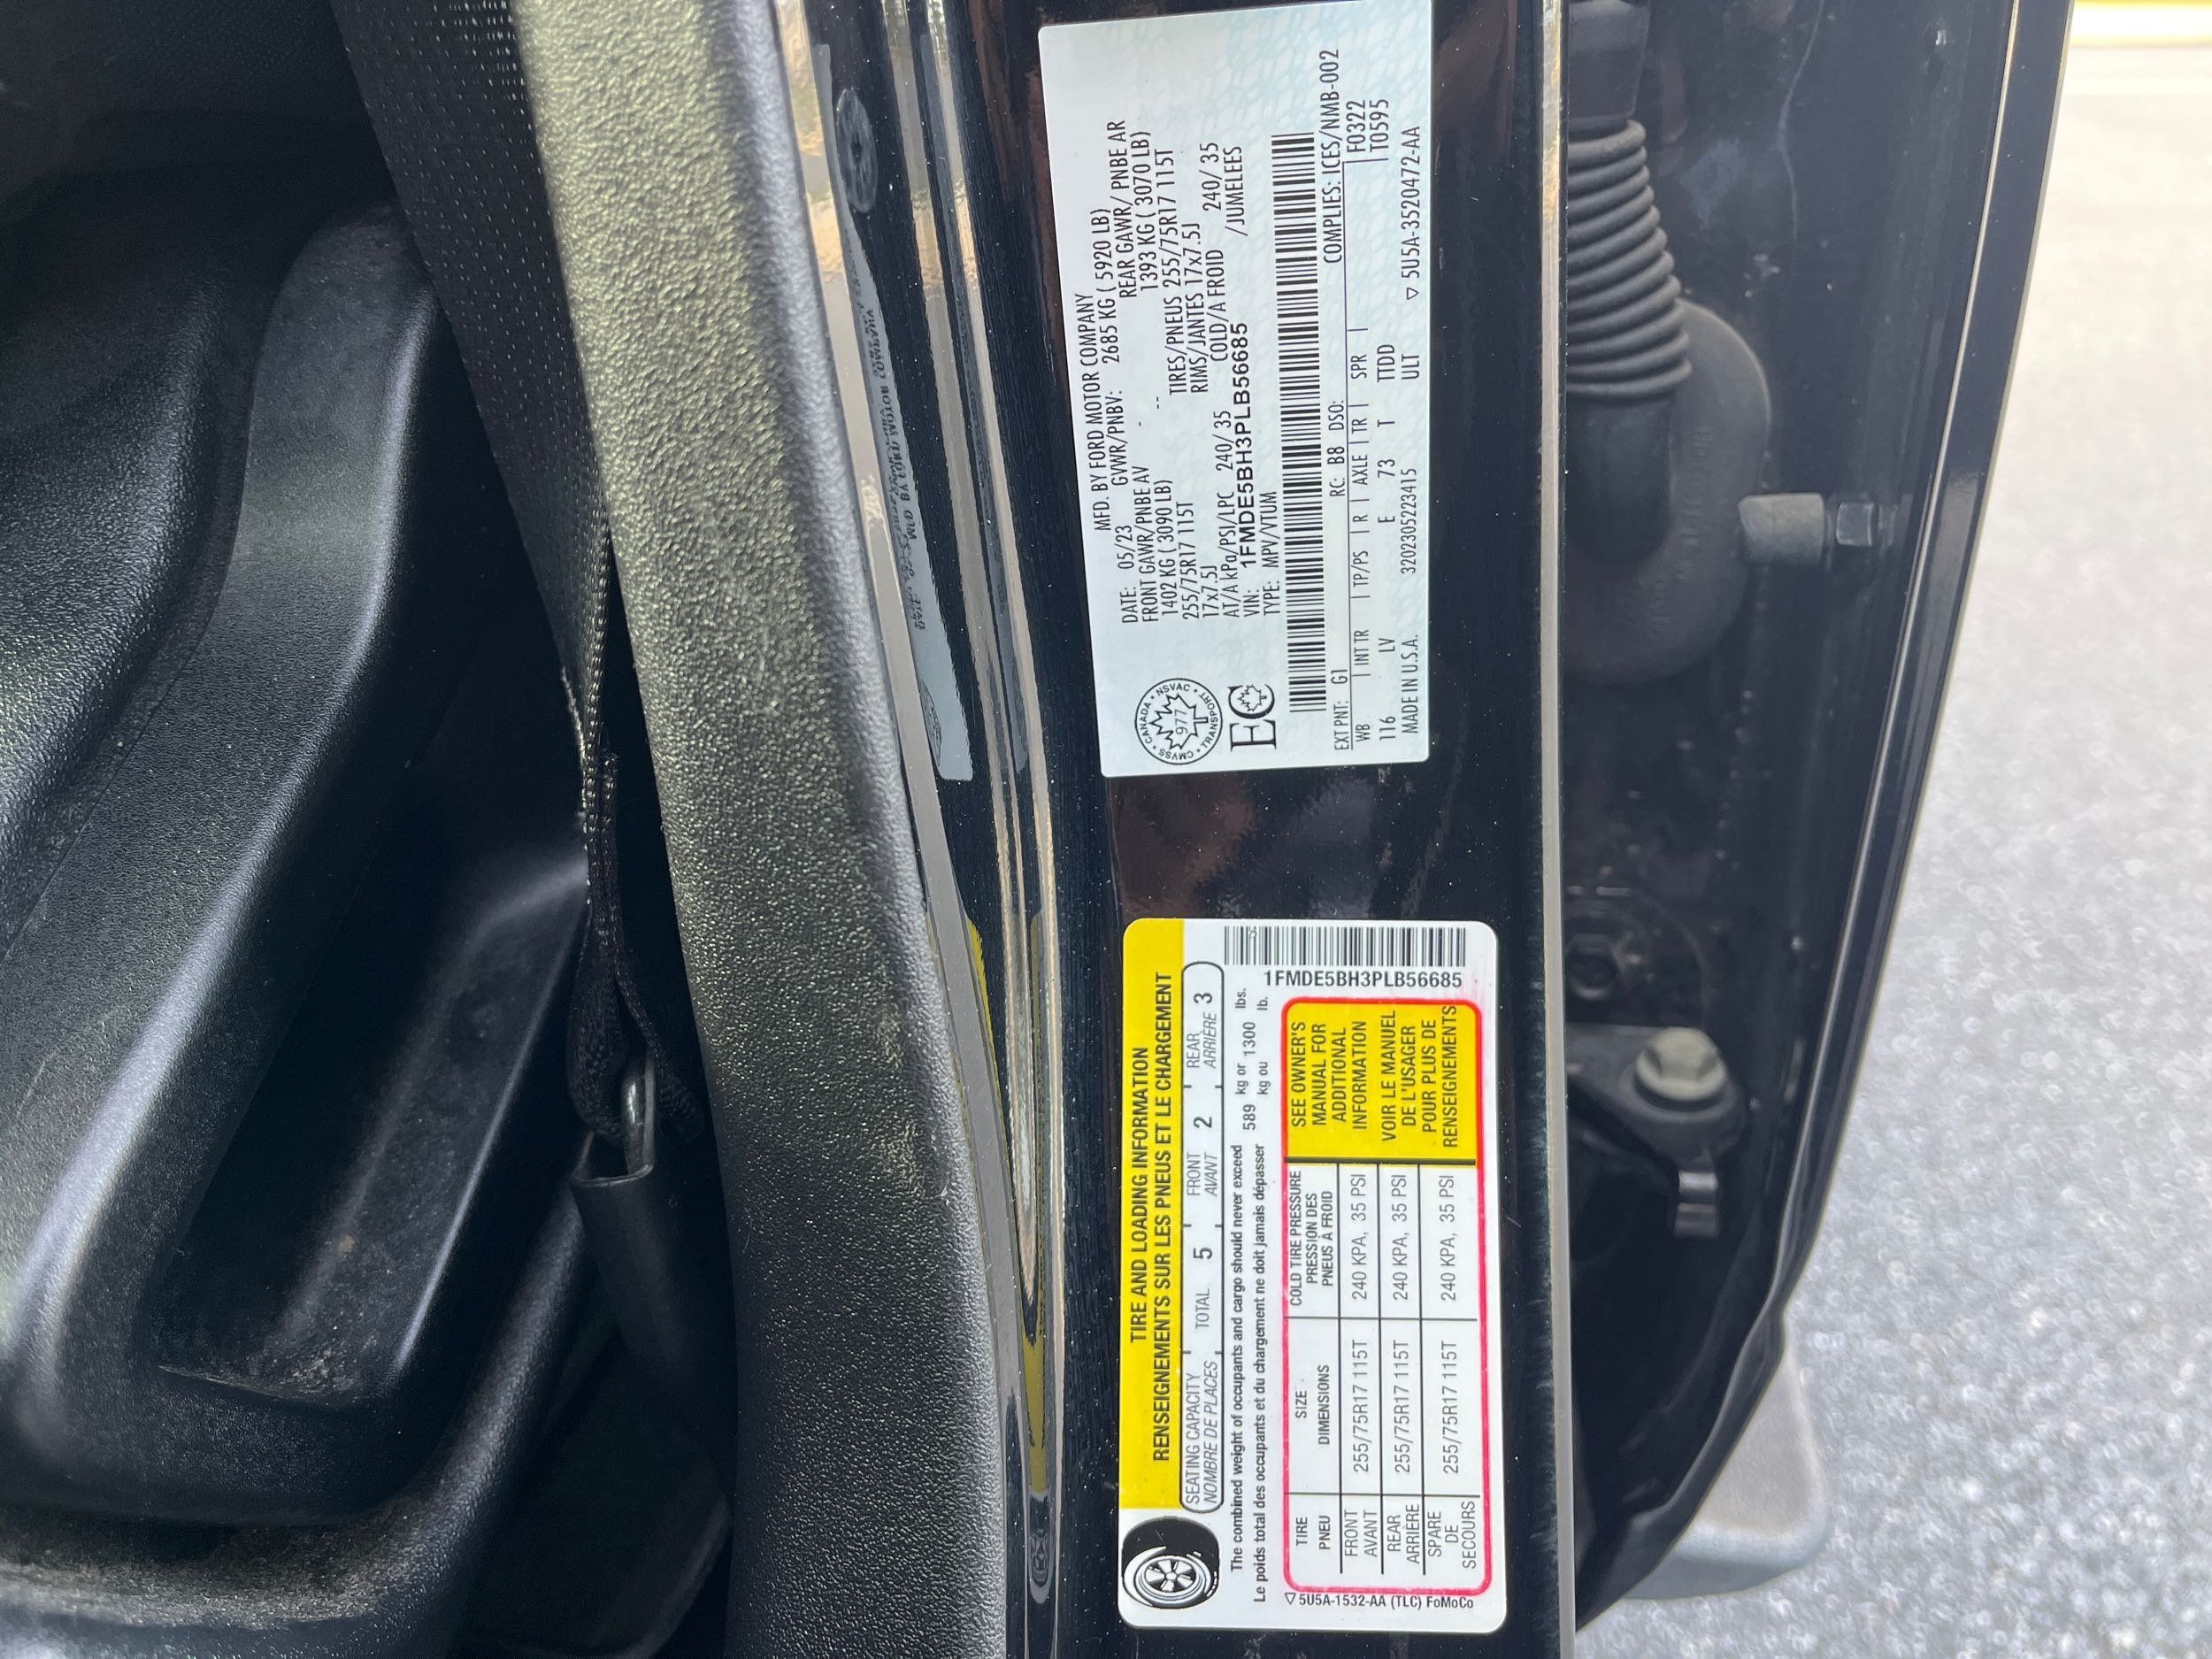 MFD. BY FORD MOTOR COMPANY
DATE: 05/23 GVWR/PNBV: 2685 KG ( 5920 LB)
FRONT GAWR/PNBE AV REAR GAWR/ PNBE AR
1402 KG ( 3090 LB) - -- 1393 KG ( 3070 LB)
255/75R17 115T TIRES/PNEUS 255/75R17 115T
17x7.5J RIMS/JANTES 17x7.5J
AT/A kPa/PSI/LPC 240/ 35 COLD/A FROID 240/ 35
VIN: 1FMDE5BH3PLB56685 /JUMELEES
TYPE: MPV/VTUM
CANADA • NSVAC • TRANSPORT • CMVSS •
977
EC
COMPLIES: ICES/NMB-002
EXT PNT: G1 RC: B8 DSO: F0322
WB | INT TR | TP/PS | R | AXLE | TR | SPR | T0595
116 LV E 73 T TTDD
MADE IN U.S.A. 3202305223415 ULT ▽ 5U5A-3520472-AA
TIRE AND LOADING INFORMATION
RENSEIGNEMENTS SUR LES PNEUS ET LE CHARGEMENT
SEATING CAPACITY TOTAL 5 FRONT 2 REAR 3
NOMBRE DE PLACES AVANT ARRIÈRE
The combined weight of occupants and cargo should never exceed 589 kg or 1300 lbs.
Le poids total des occupants et du chargement ne doit jamais dépasser kg ou lb.
TIRE SIZE COLD TIRE PRESSURE
PNEU DIMENSIONS PRESSION DES
PNEUS À FROID
FRONT 255/75R17 115T 240 KPA, 35 PSI
AVANT
REAR 255/75R17 115T 240 KPA, 35 PSI
ARRIÈRE
SPARE 255/75R17 115T 240 KPA, 35 PSI
DE
SECOURS
SEE OWNER'S
MANUAL FOR
ADDITIONAL
INFORMATION
VOIR LE MANUEL
DE L'USAGER
POUR PLUS DE
RENSEIGNEMENTS
1FMDE5BH3PLB56685
▽ 5U5A-1532-AA (TLC) FoMoCo